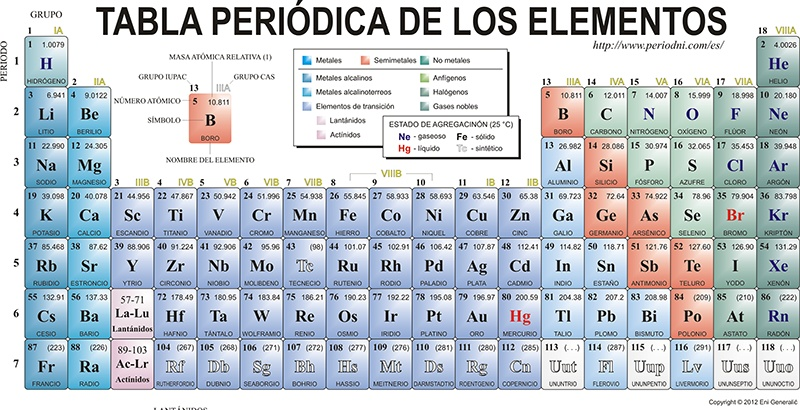 TABLA PERIÓDICA DE LOS ELEMENTOS
http://www.periodni.com/es/
GRUPO
PERIODO
1 IA
2 IIA
3 IIIB
4 IVB
5 VB
6 VIB
7 VIIB
8 9 10
VIIIB
11 IB
12 IIB
13 IIIA
14 IVA
15 VA
16 VIA
17 VIIA
18 VIIIA
MASA ATÓMICA RELATIVA (1)
GRUPO IUPAC
GRUPO CAS
13 IIIA
NÚMERO ATÓMICO
5 10.811
SÍMBOLO
B
BORO
NOMBRE DEL ELEMENTO
Metales Semimetales No metales
Metales alcalinos
Metales alcalinoterreos
Elementos de transición
Lantánidos
Actínidos
Anfígenos
Halógenos
Gases nobles
ESTADO DE AGREGACINÓN (25 °C)
Ne - gaseoso Fe - sólido
Hg - líquido Tc - sintético
1
1 1.0079
H
HIDRÓGENO
2 4.0026
He
HELIO
2
3 6.941
Li
LITIO
4 9.0122
Be
BERILIO
5 10.811
B
BORO
6 12.011
C
CARBONO
7 14.007
N
NITRÓGENO
8 15.999
O
OXÍGENO
9 18.998
F
FLÚOR
10 20.180
Ne
NEÓN
3
11 22.990
Na
SODIO
12 24.305
Mg
MAGNESIO
13 26.982
Al
ALUMINIO
14 28.086
Si
SILICIO
15 30.974
P
FÓSFORO
16 32.065
S
AZUFRE
17 35.453
Cl
CLORO
18 39.948
Ar
ARGÓN
4
19 39.098
K
POTASIO
20 40.078
Ca
CALCIO
21 44.956
Sc
ESCANDIO
22 47.867
Ti
TITANIO
23 50.942
V
VANADIO
24 51.996
Cr
CROMO
25 54.938
Mn
MANGANESO
26 55.845
Fe
HIERRO
27 58.933
Co
COBALTO
28 58.693
Ni
NIQUEL
29 63.546
Cu
COBRE
30 65.38
Zn
ZINC
31 69.723
Ga
GALIO
32 72.64
Ge
GERMANIO
33 74.922
As
ARSÉNICO
34 78.96
Se
SELENIO
35 79.904
Br
BROMO
36 83.798
Kr
KRIPTÓN
5
37 85.468
Rb
RUBIDIO
38 87.62
Sr
ESTRONCIO
39 88.906
Y
YTRIO
40 91.224
Zr
CIRCONIO
41 92.906
Nb
NIOBIO
42 95.96
Mo
MOLIBDENO
43 (98)
Tc
TECNECIO
44 101.07
Ru
RUTENIO
45 102.91
Rh
RODIO
46 106.42
Pd
PALADIO
47 107.87
Ag
PLATA
48 112.41
Cd
CADMIO
49 114.82
In
INDIO
50 118.71
Sn
ESTAÑO
51 121.76
Sb
ANTIMONIO
52 127.60
Te
TELURO
53 126.90
I
YODO
54 131.29
Xe
XENÓN
6
55 132.91
Cs
CESIO
56 137.33
Ba
BARIO
57-71
La-Lu
Lantánidos
72 178.49
Hf
HAFNIO
73 180.95
Ta
TÁNTALO
74 183.84
W
WOLFRAMIO
75 186.21
Re
RENIO
76 190.23
Os
OSMIO
77 192.22
Ir
IRIDIO
78 195.08
Pt
PLATINO
79 196.97
Au
ORO
80 200.59
Hg
MERCURIO
81 204.38
Tl
TALIO
82 207.2
Pb
PLOMO
83 208.98
Bi
BISMUTO
84 (209)
Po
POLONIO
85 (210)
At
ASTATO
86 (222)
Rn
RADÓN
7
87 (223)
Fr
FRANCIO
88 (226)
Ra
RADIO
89-103
Ac-Lr
Actínidos
104 (267)
Rf
RUTHERFORDIO
105 (268)
Db
DUBNIO
106 (271)
Sg
SEABORGIO
107 (272)
Bh
BOHRIO
108 (277)
Hs
HASSIO
109 (276)
Mt
MEITNERIO
110 (281)
Ds
DARMSTADTIO
111 (280)
Rg
ROENTGENIO
112 (285)
Cn
COPERNICIO
113 (...)
Uut
UNUNTRIO
114 (287)
Fl
FLEROVIO
115 (...)
Uup
UNUNPENTIO
116 (291)
Lv
LIVERMORIO
117 (...)
Uus
UNUNSEPTIO
118 (...)
Uuo
UNUNOCTIO
Copyright © 2012 Eni Generalić